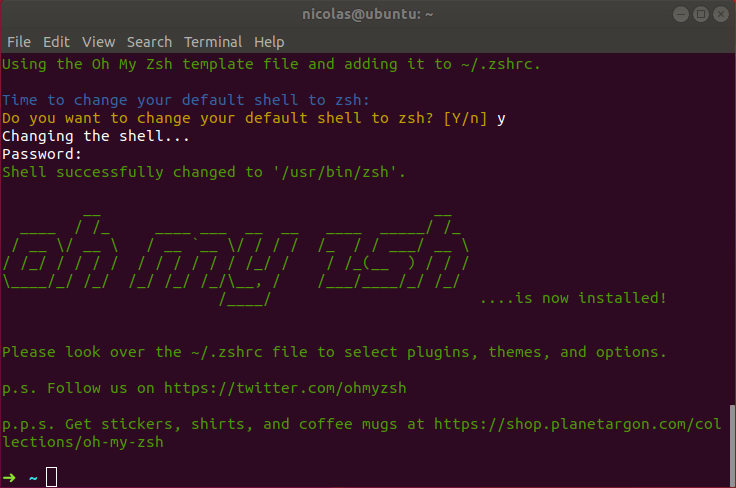 nicolas@ubuntu: ~
File Edit View Search Terminal Help
Using the Oh My Zsh template file and adding it to ~/.zshrc.
Time to change your default shell to zsh:
Do you want to change your default shell to zsh? [Y/n] y
Changing the shell...
Password:
Shell successfully changed to '/usr/bin/zsh'.
         __                                     __
  ____  / /_     ____ ___  __  __   ____  _____/ /_
 / __ \/ __ \   / __ `__ \/ / / /  /_  / / ___/ __ \
/ /_/ / / / /  / / / / / / /_/ /    / /_(__  ) / / /
\____/_/ /_/  /_/ /_/ /_/\__, /    /___/____/_/ /_/
                        /____/                       ....is now installed!
Please look over the ~/.zshrc file to select plugins, themes, and options.
p.s. Follow us on https://twitter.com/ohmyzsh
p.p.s. Get stickers, shirts, and coffee mugs at https://shop.planetargon.com/col
lections/oh-my-zsh
➜ ~